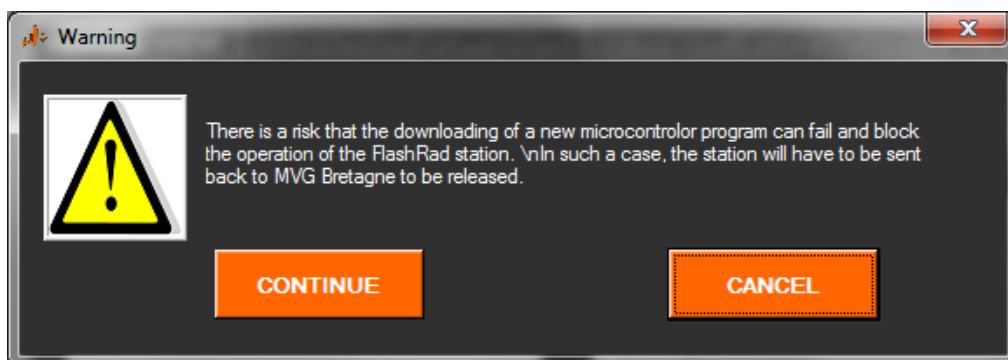 Warning
There is a risk that the downloading of a new microcontrolor program can fail and block
the operation of the FlashRad station. \nIn such a case, the station will have to be sent
back to MVG Bretagne to be released.
CONTINUE
CANCEL